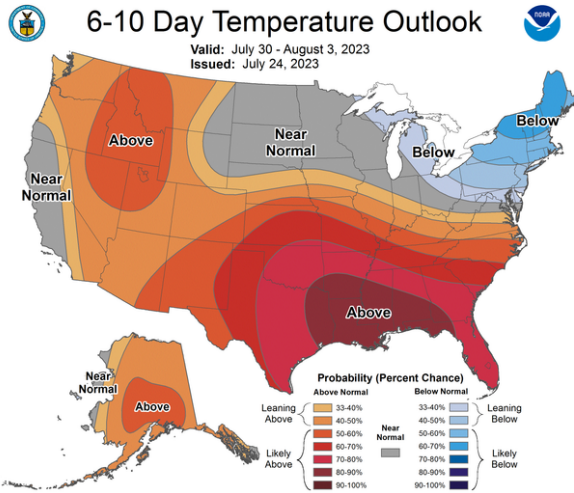 6-10 Day Temperature Outlook
Valid: July 30 - August 3, 2023
Issued: July 24, 2023
NOAA
Above
Near
Normal
Below
Below
Near
Normal
Above
Near
Normal
Above
Probability (Percent Chance)
Above Normal
Below Normal
Leaning
Above
33-40%
40-50%
Likely
Above
50-60%
60-70%
70-80%
80-90%
90-100%
Near
Normal
33-40%
40-50%
Leaning
Below
50-60%
60-70%
70-80%
80-90%
90-100%
Likely
Below